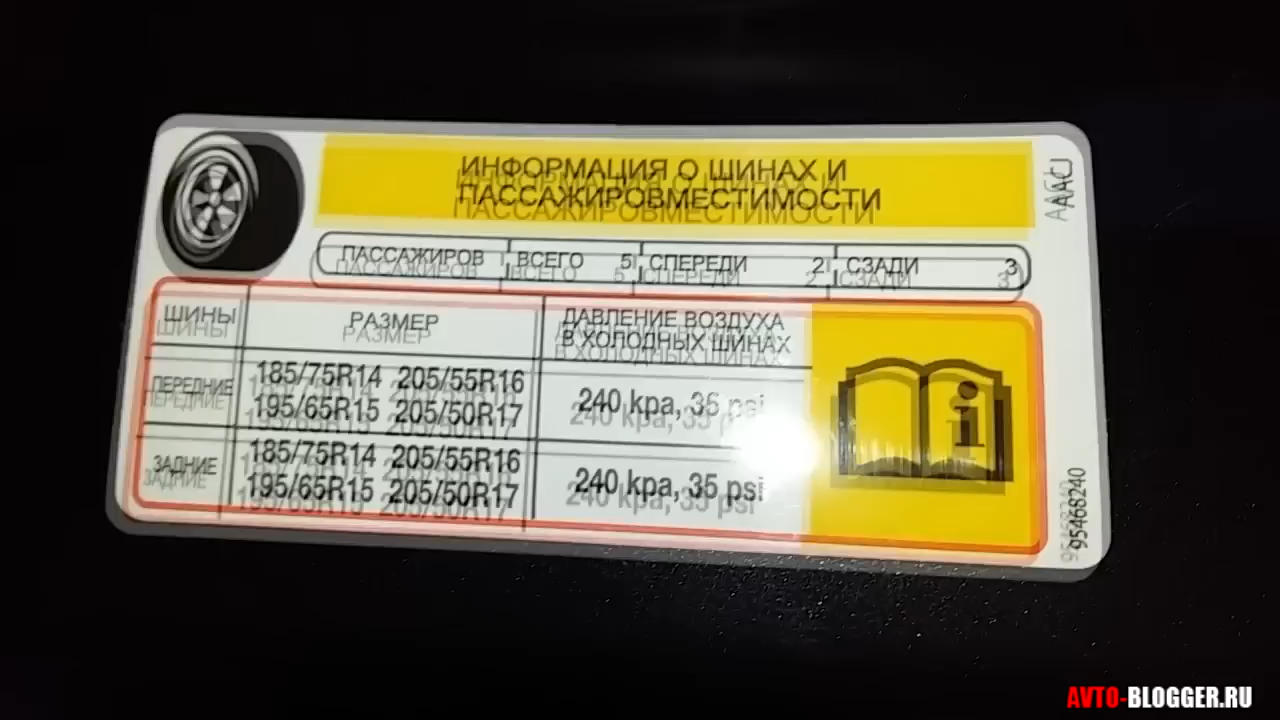 ИНФОРМАЦИЯ О ШИНАХ И
ПАССАЖИРОВМЕСТИМОСТИ
AACJ
ПАССАЖИРОВ ВСЕГО 5 СПЕРЕДИ 2 СЗАДИ 3
ШИНЫ РАЗМЕР ДАВЛЕНИЕ ВОЗДУХА
В ХОЛОДНЫХ ШИНАХ
ПЕРЕДНИЕ 185/75R14 205/55R16 240 kpa, 35 psi
195/65R15 205/50R17
ЗАДНИЕ 185/75R14 205/55R16 240 kpa, 35 psi
195/65R15 205/50R17
i
95468240
AVTO-BLOGGER.RU